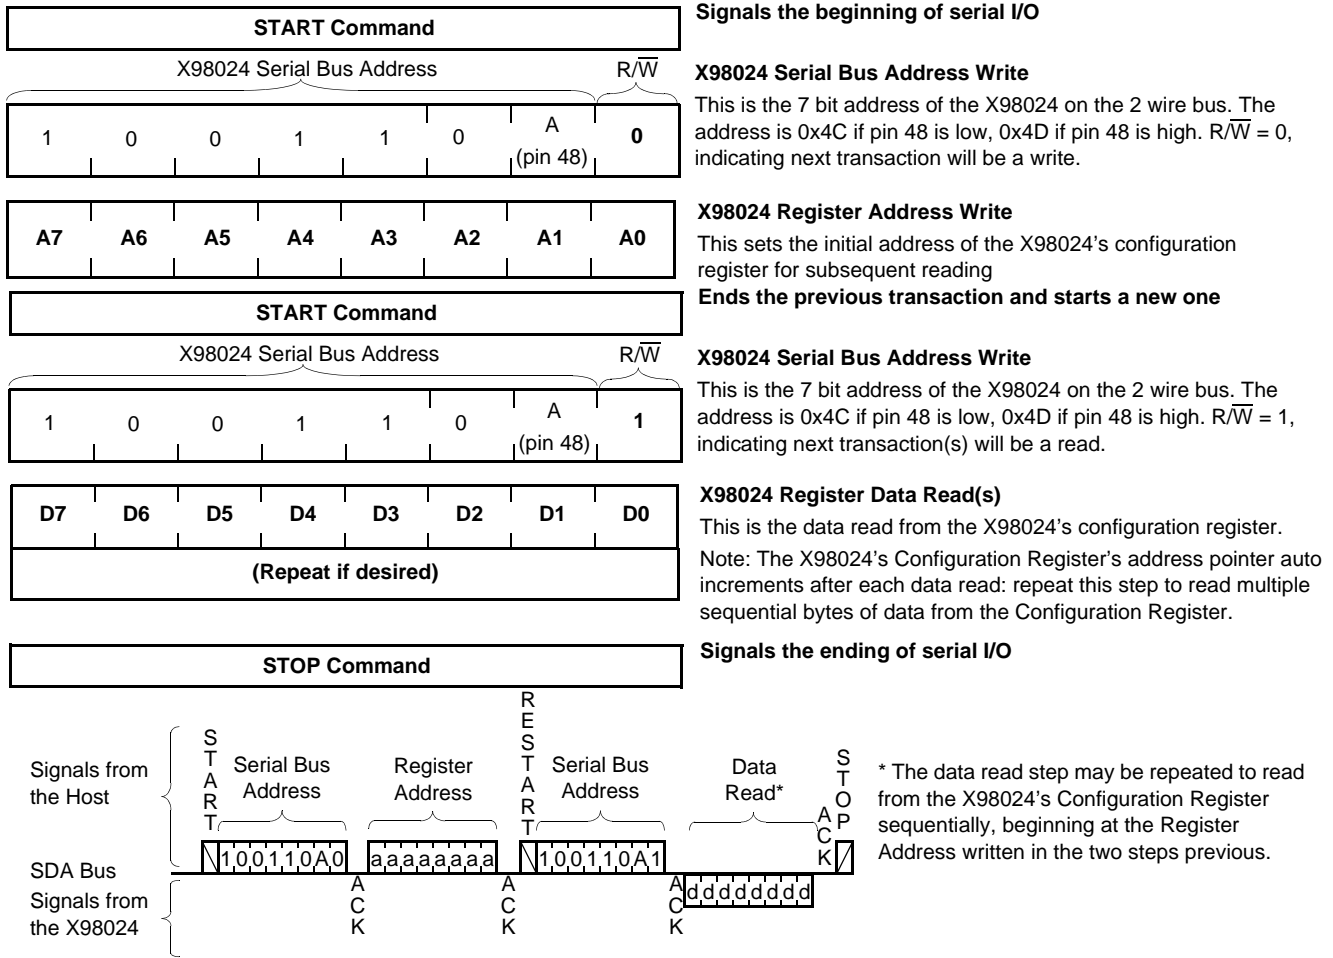 START Command
Signals the beginning of serial I/O
X98024 Serial Bus Address
R/W̅
1 0 0 1 1 0 A (pin 48) 0
X98024 Serial Bus Address Write
This is the 7 bit address of the X98024 on the 2 wire bus. The
address is 0x4C if pin 48 is low, 0x4D if pin 48 is high. R/W̅ = 0,
indicating next transaction will be a write.
A7 A6 A5 A4 A3 A2 A1 A0
X98024 Register Address Write
This sets the initial address of the X98024's configuration
register for subsequent reading
START Command
Ends the previous transaction and starts a new one
X98024 Serial Bus Address
R/W̅
1 0 0 1 1 0 A (pin 48) 1
X98024 Serial Bus Address Write
This is the 7 bit address of the X98024 on the 2 wire bus. The
address is 0x4C if pin 48 is low, 0x4D if pin 48 is high. R/W̅ = 1,
indicating next transaction(s) will be a read.
D7 D6 D5 D4 D3 D2 D1 D0
(Repeat if desired)
X98024 Register Data Read(s)
This is the data read from the X98024's configuration register.
Note: The X98024's Configuration Register's address pointer auto
increments after each data read: repeat this step to read multiple
sequential bytes of data from the Configuration Register.
STOP Command
Signals the ending of serial I/O
Signals from
the Host
START
Serial Bus
Address
Register
Address
RESTART
Serial Bus
Address
Data
Read*
ACK
STOP
1 0 0 1 1 0 A 0
a a a a a a a a
1 0 0 1 1 0 A 1
SDA Bus
Signals from
the X98024
ACK
ACK
ACK
d d d d d d d d
* The data read step may be repeated to read
from the X98024's Configuration Register
sequentially, beginning at the Register
Address written in the two steps previous.